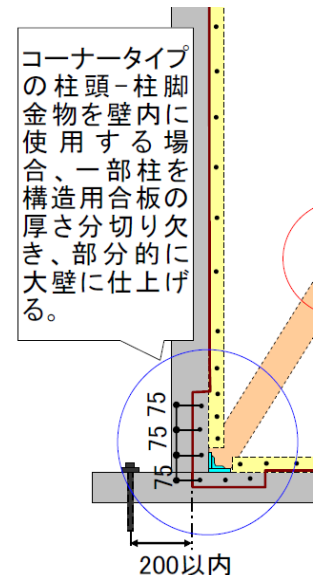 コーナータイプ
の柱頭-柱脚
金物を壁内に
使用する場
合、一部柱を
構造用合板の
厚さ分切り欠
き、部分的に
大壁に仕上げ
る。
75
75
75
200以内